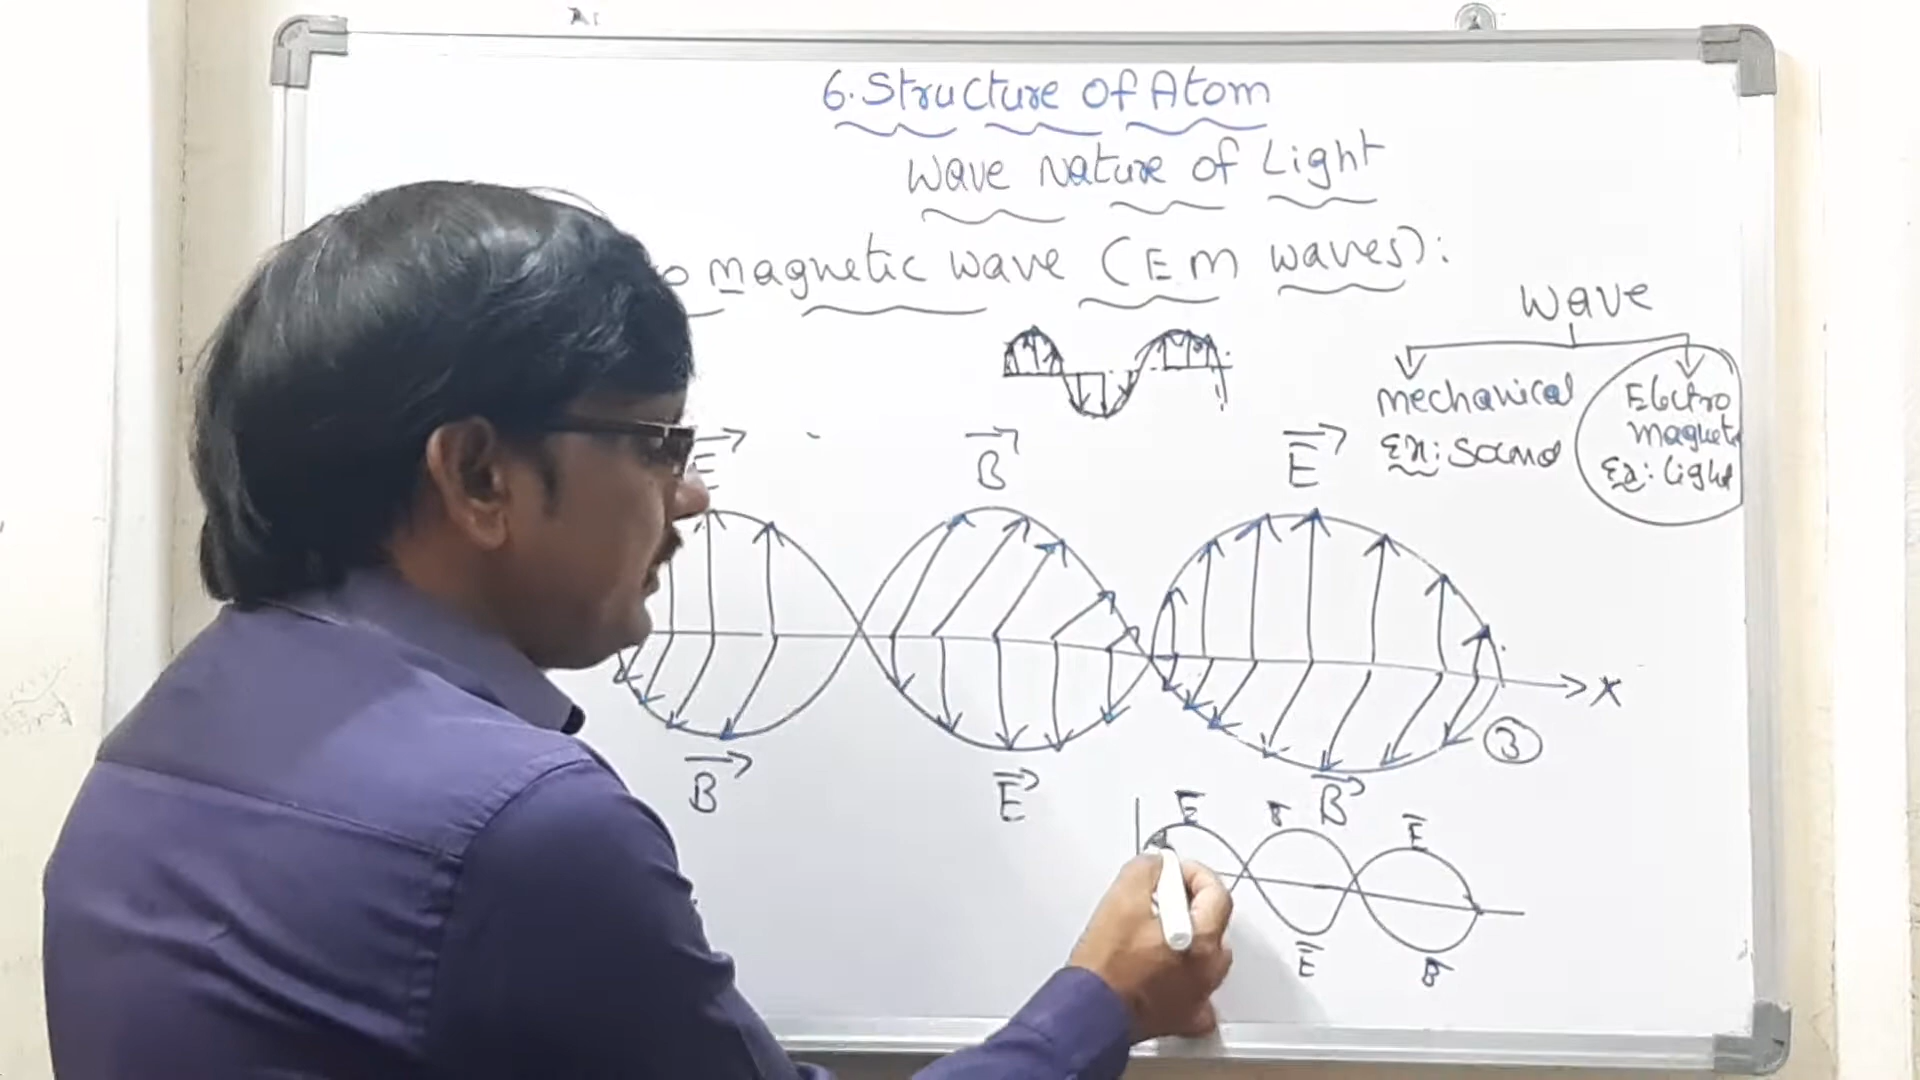 6. Structure Of Atom
Wave Nature of Light
o magnetic wave (EM waves):
Wave
mechanical
Ex: Sound
Electro
magnet
Ex: light
E B E
X
B E B
3
E B E
E B